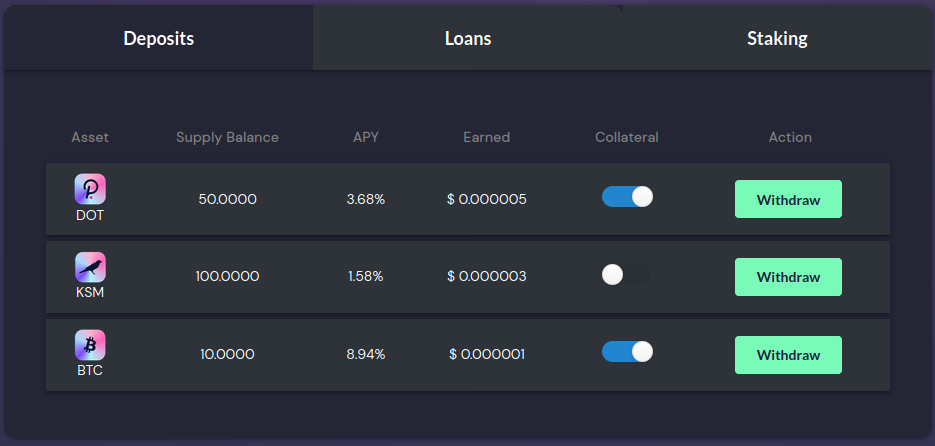 Deposits Loans Staking
Asset Supply Balance APY Earned Collateral Action
DOT 50.0000 3.68% $ 0.000005 Withdraw
KSM 100.0000 1.58% $ 0.000003 Withdraw
BTC 10.0000 8.94% $ 0.000001 Withdraw